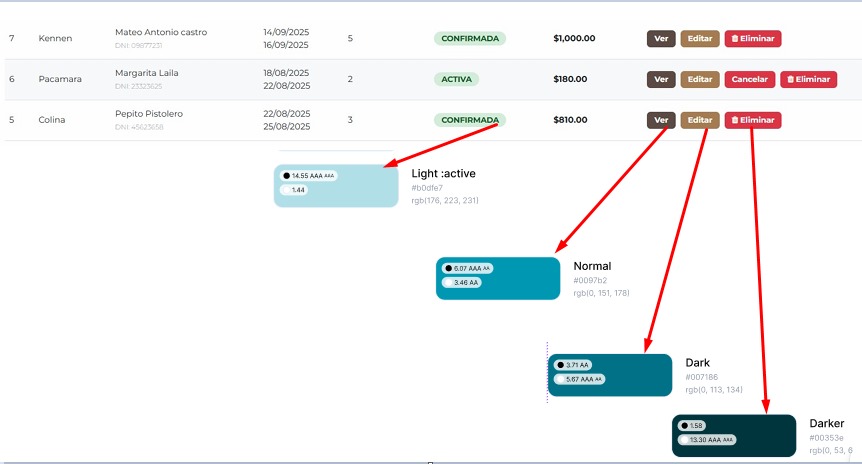 7 Kennen Mateo Antonio castro 14/09/2025 5 CONFIRMADA $1,000.00 Ver Editar Eliminar
DNI: 09877231 16/09/2025
6 Pacamara Margarita Laila 18/08/2025 2 ACTIVA $180.00 Ver Editar Cancelar Eliminar
DNI: 23323625 22/08/2025
5 Colina Pepito Pistolero 22/08/2025 3 CONFIRMADA $810.00 Ver Editar Eliminar
DNI: 45623658 25/08/2025
14.55 AAA AAA
1.44
Light :active
#b0dfe7
rgb(176, 223, 231)
6.07 AAA AA
3.46 AA
Normal
#0097b2
rgb(0, 151, 178)
3.71 AA
5.67 AAA AA
Dark
#007186
rgb(0, 113, 134)
1.58
13.30 AAA AAA
Darker
#00353e
rgb(0, 53, 6